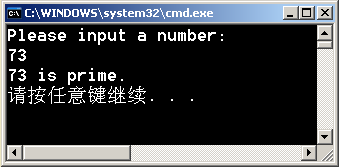 C:\WINDOWS\system32\cmd.exe
Please input a number:
73
73 is prime.
请按任意键继续. . .